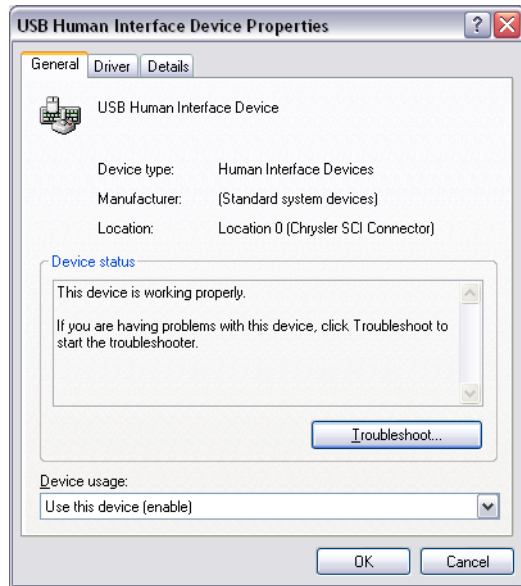 USB Human Interface Device Properties
General Driver Details
USB Human Interface Device
Device type: Human Interface Devices
Manufacturer: (Standard system devices)
Location: Location 0 (Chrysler SCI Connector)
Device status
This device is working properly.
If you are having problems with this device, click Troubleshoot to
start the troubleshooter.
Troubleshoot...
Device usage:
Use this device (enable)
OK Cancel